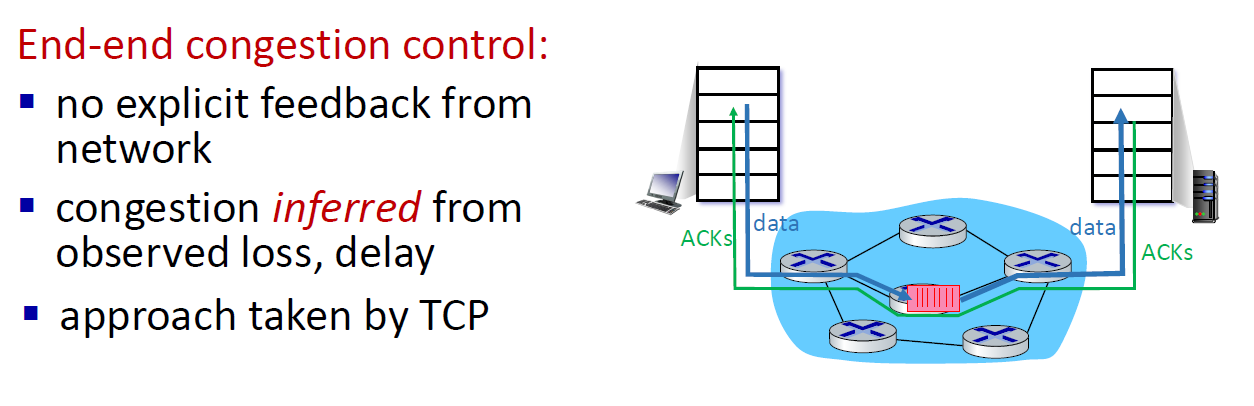 End-end congestion control:
▪ no explicit feedback from
network
▪ congestion inferred from
observed loss, delay
▪ approach taken by TCP
ACKs
data
data
ACKs